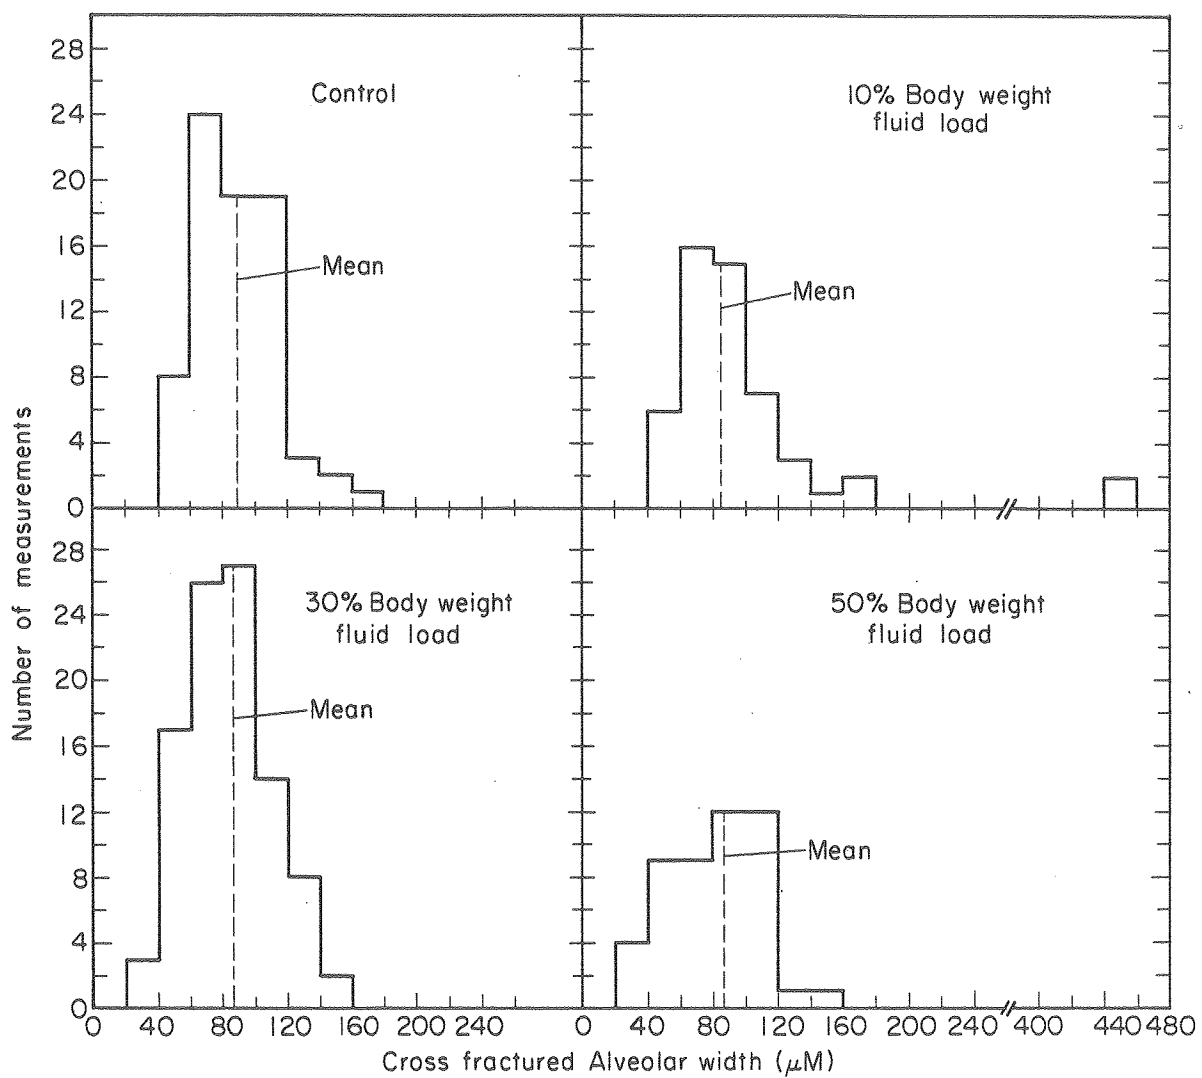 28
24
20
16
12
8
4
0
Control
Mean
10% Body weight
fluid load
Mean
28
24
20
16
12
8
4
0
30% Body weight
fluid load
Mean
50% Body weight
fluid load
Mean
Number of measurements
0 40 80 120 160 200 240
0 40 80 120 160 200 240 400 440 480
Cross fractured Alveolar width (μM)